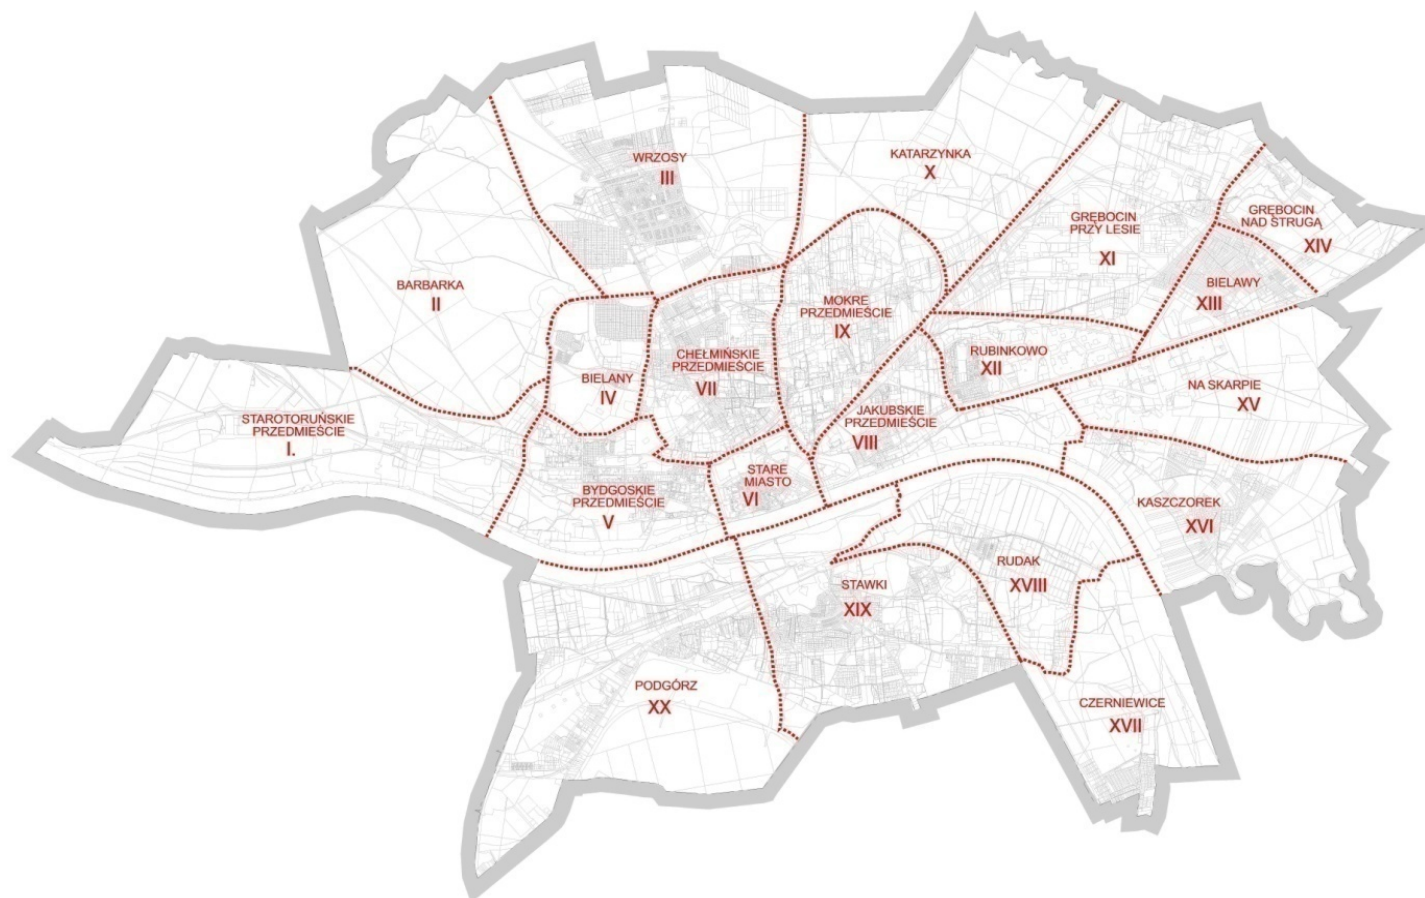 WRZOSY
III
KATARZYNKA
X
GRĘBOCIN
PRZY LESIE
XI
GRĘBOCIN
NAD STRUGĄ
XIV
BARBARKA
II
MOKRE
PRZEDMIEŚCIE
IX
BIELAWY
XIII
CHEŁMIŃSKIE
PRZEDMIEŚCIE
VII
RUBINKOWO
XII
BIELANY
IV
NA SKARPIE
XV
STAROTORUŃSKIE
PRZEDMIEŚCIE
I.
JAKUBSKIE
PRZEDMIEŚCIE
VIII
STARE
MIASTO
VI
BYDGOSKIE
PRZEDMIEŚCIE
V
KASZCZOREK
XVI
RUDAK
XVIII
STAWKI
XIX
PODGÓRZ
XX
CZERNIEWICE
XVII